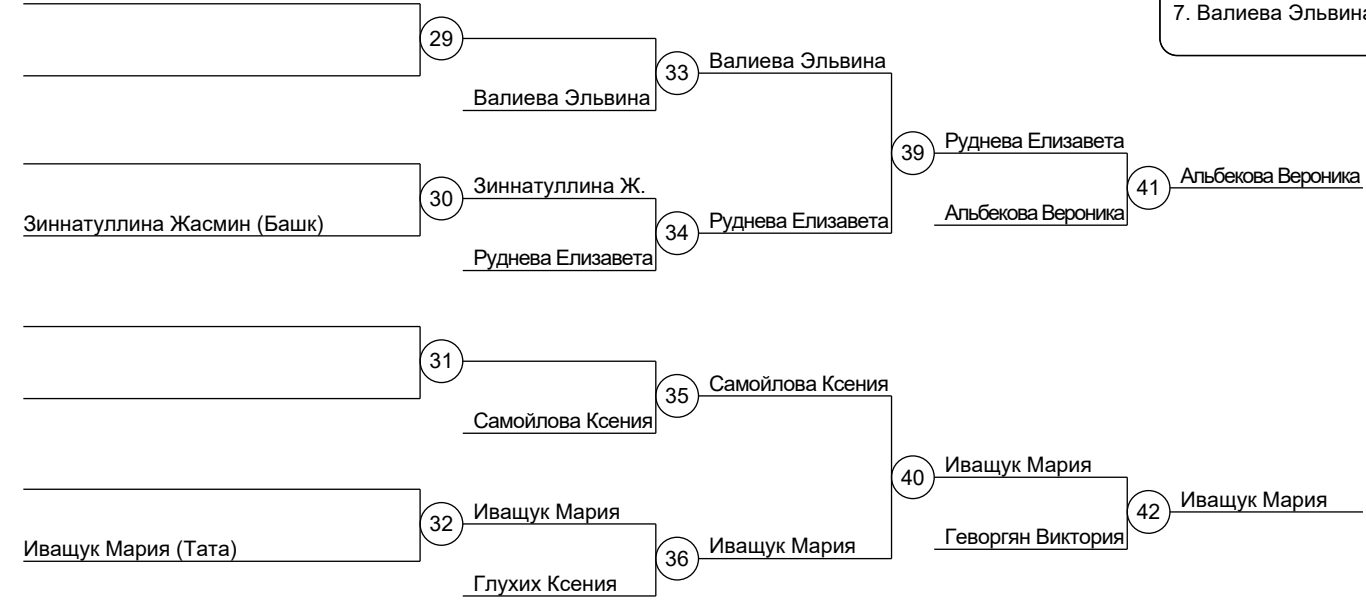 7. Валиева Эльвина
29
Валиева Эльвина
33
Валиева Эльвина
Зиннатуллина Жасмин (Башк)
30
Зиннатуллина Ж.
Руднева Елизавета
34
Руднева Елизавета
39
Руднева Елизавета
Альбекова Вероника
41
Альбекова Вероника
31
Самойлова Ксения
35
Самойлова Ксения
Иващук Мария (Тата)
32
Иващук Мария
Глухих Ксения
36
Иващук Мария
40
Иващук Мария
Геворгян Виктория
42
Иващук Мария